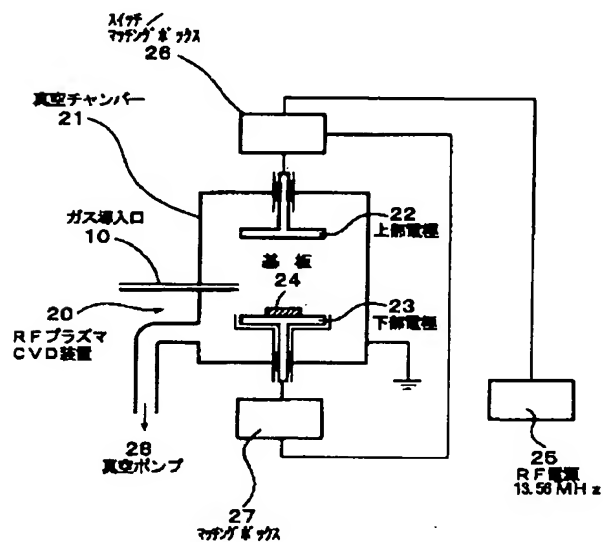 スイッチ／
マッチングボックス
26
真空チャンバー
21
ガス導入口
10
22
上部電極
基板
24
20
23
下部電極
RFプラズマ
CVD装置
28
真空ポンプ
25
RF電源
13.56MHz
27
マッチングボックス